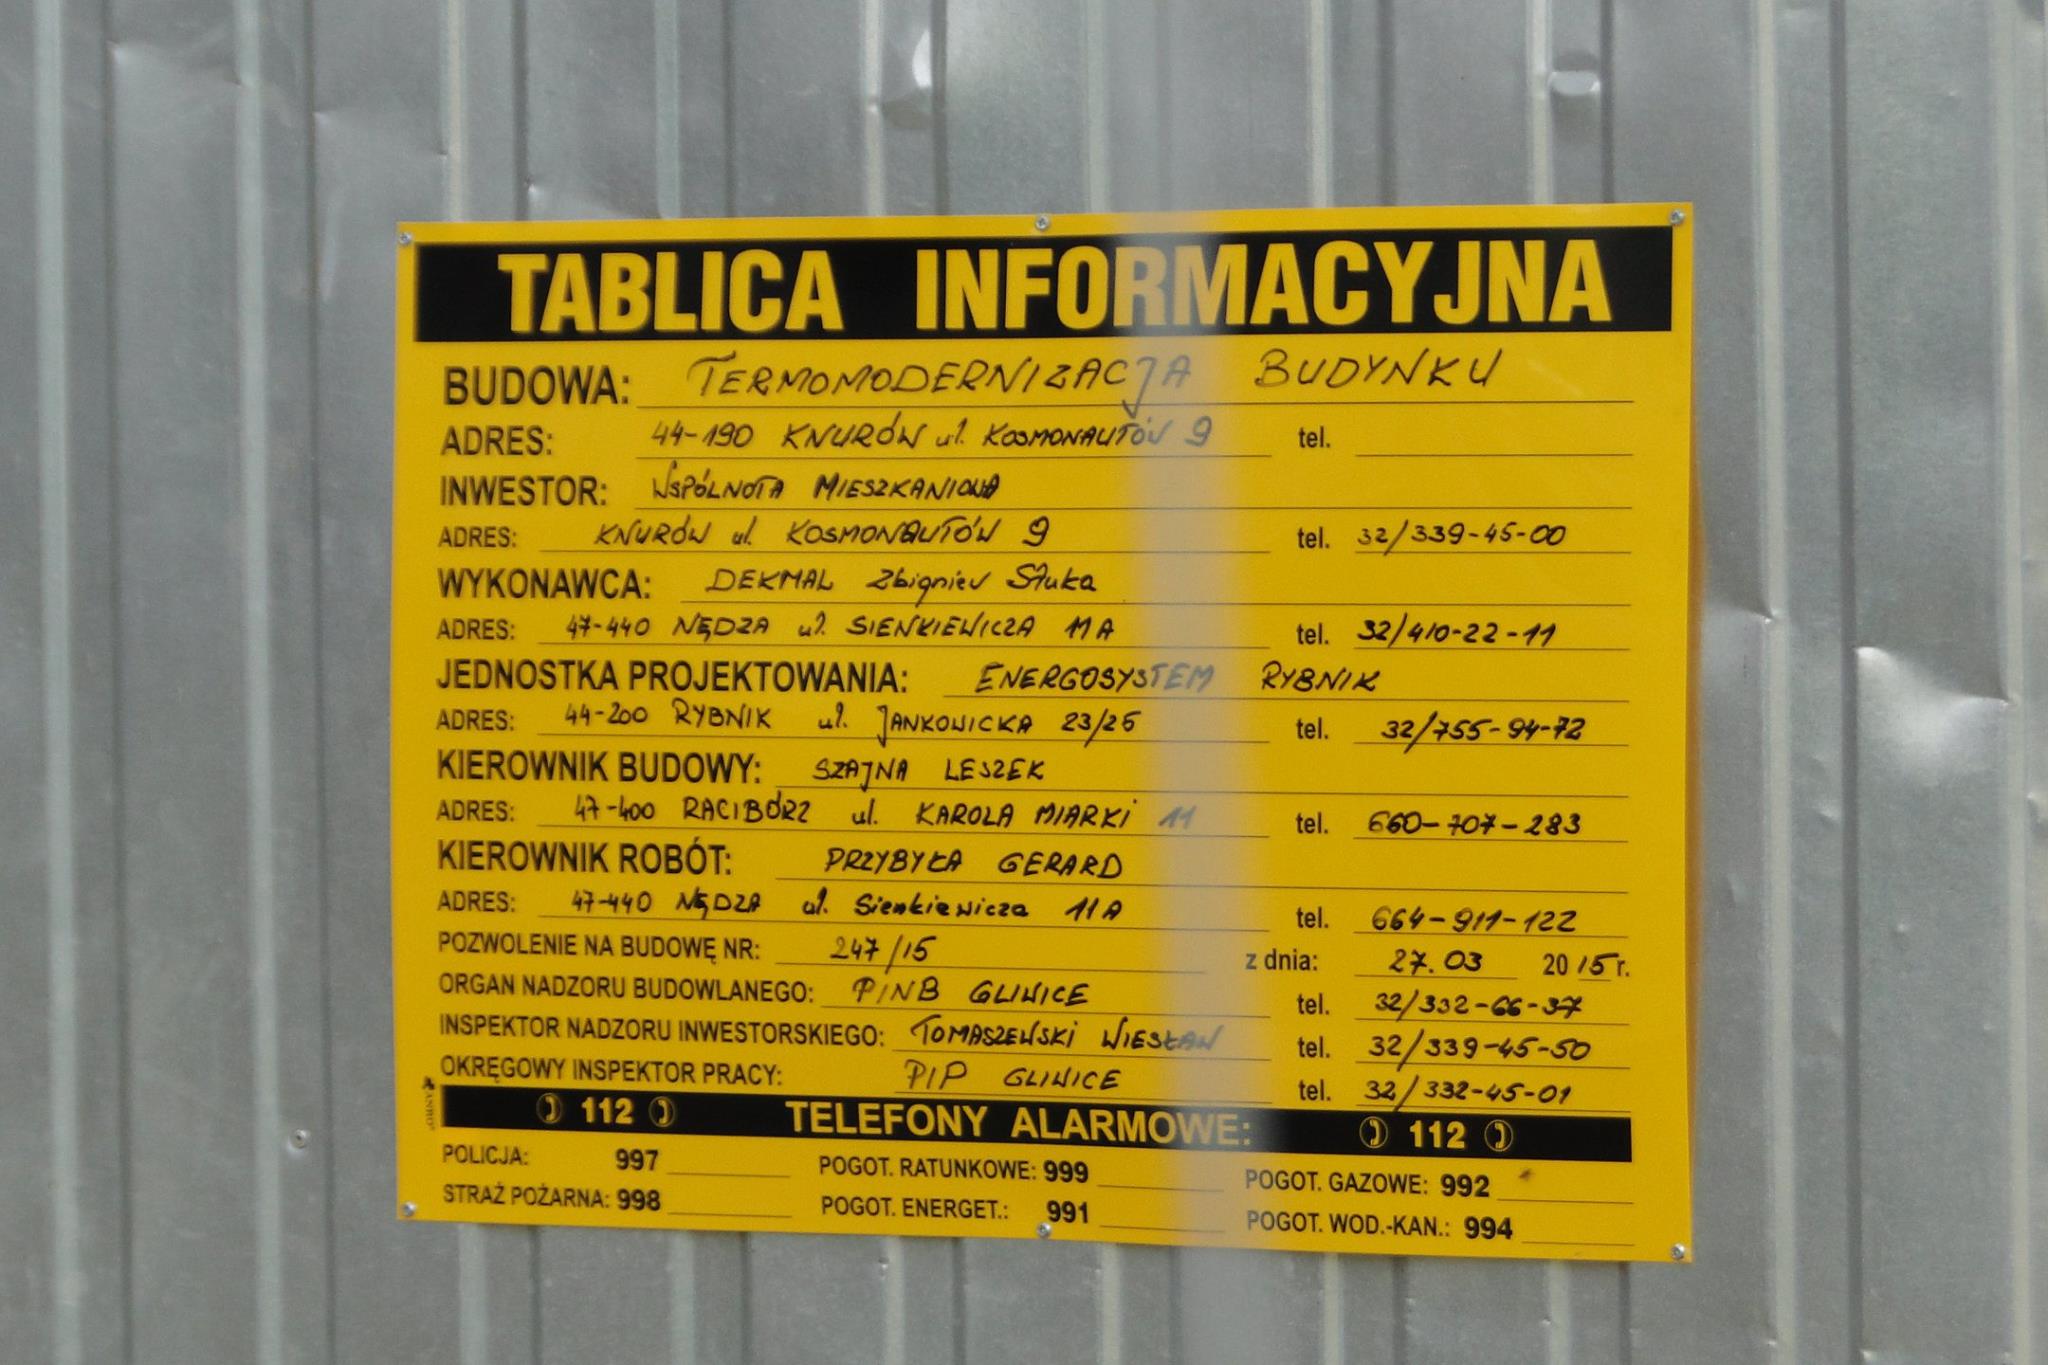 TABLICA INFORMACYJNA
BUDOWA: TERMOMODERNIZACJA BUDYNKU
ADRES: 44-190 KNURÓW ul. KOSMONAUTÓW 9 tel.
INWESTOR: WSPÓLNOTA MIESZKANIOWA
ADRES: KNURÓW ul. KOSMONAUTÓW 9 tel. 32/339-45-00
WYKONAWCA: DEKMAL Zbigniew Słuka
ADRES: 47-440 NĘDZA ul. SIENKIEWICZA 11A tel. 32/410-22-11
JEDNOSTKA PROJEKTOWANIA: ENERGOSYSTEM RYBNIK
ADRES: 44-200 RYBNIK ul. JANKOWICKA 23/25 tel. 32/755-94-72
KIEROWNIK BUDOWY: SZAJNA LESZEK
ADRES: 47-400 RACIBÓRZ ul. KAROLA MIARKI 11 tel. 660-707-283
KIEROWNIK ROBÓT: PRZYBYŁA GERARD
ADRES: 47-440 NĘDZA ul. Sienkiewicza 11A tel. 664-911-122
POZWOLENIE NA BUDOWĘ NR: 247/15 z dnia: 27.03 2015 r.
ORGAN NADZORU BUDOWLANEGO: PINB GLIWICE tel. 32/332-66-37
INSPEKTOR NADZORU INWESTORSKIEGO: TOMASZEWSKI WIESŁAW tel. 32/339-45-50
OKRĘGOWY INSPEKTOR PRACY: PIP GLIWICE tel. 32/332-45-01
112 TELEFONY ALARMOWE: 112
POLICJA: 997 POGOT. RATUNKOWE: 999 POGOT. GAZOWE: 992
STRAŻ POŻARNA: 998 POGOT. ENERGET.: 991 POGOT. WOD.-KAN.: 994